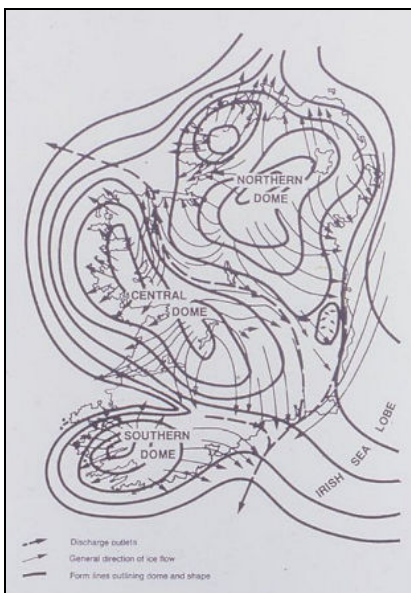 NORTHERN
DOME
CENTRAL
DOME
SOUTHERN
DOME
IRISH SEA LOBE
Discharge outlets
General direction of ice flow
Form lines outlining dome and shape